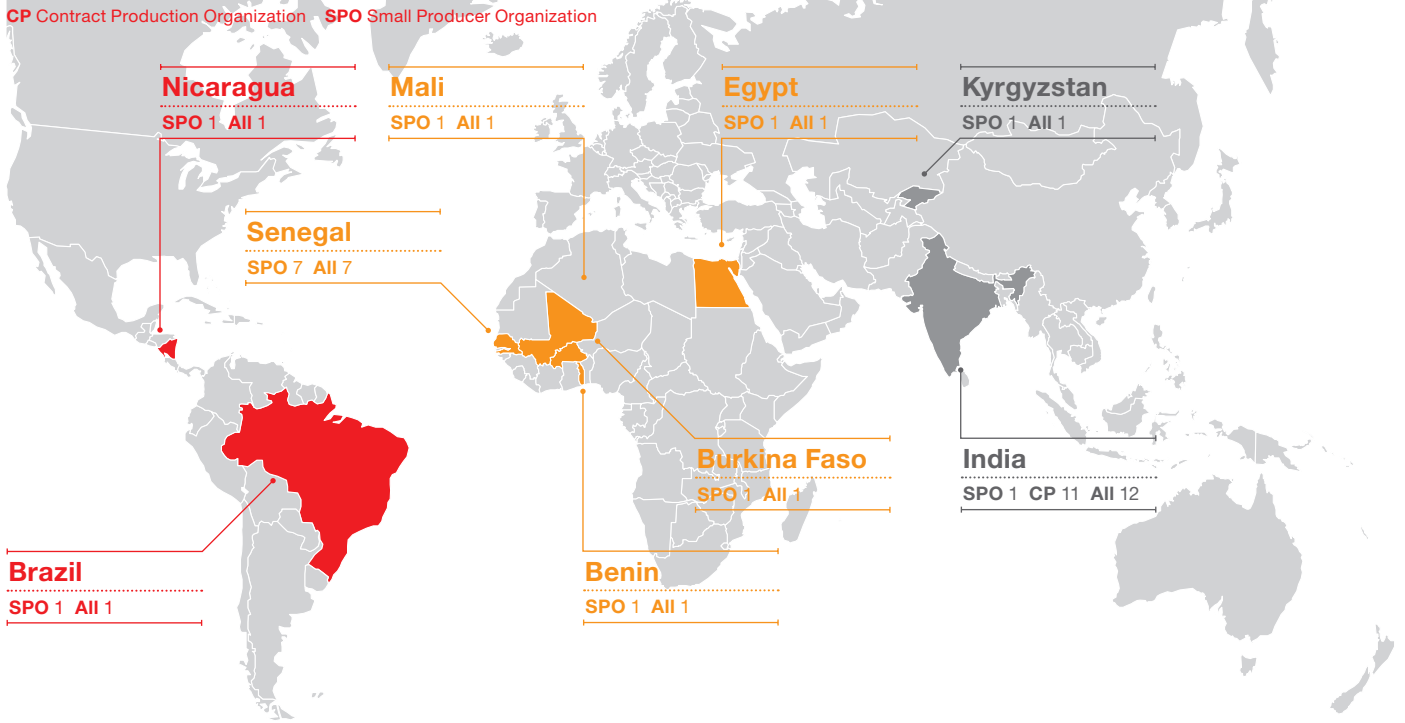 CP Contract Production Organization SPO Small Producer Organization
Nicaragua
SPO 1 All 1
Mali
SPO 1 All 1
Egypt
SPO 1 All 1
Kyrgyzstan
SPO 1 All 1
Senegal
SPO 7 All 7
Burkina Faso
SPO 1 All 1
India
SPO 1 CP 11 All 12
Brazil
SPO 1 All 1
Benin
SPO 1 All 1